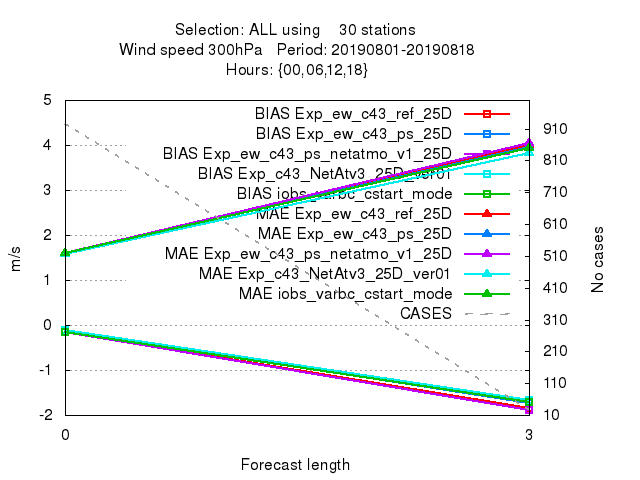 Selection: ALL using 30 stations
Wind speed 300hPa Period: 20190801-20190818
Hours: {00,06,12,18}
BIAS Exp_ew_c43_ref_25D
BIAS Exp_ew_c43_ps_25D
BIAS Exp_ew_c43_ps_netatmo_v1_25D
BIAS Exp_c43_NetAtv3_25D_ver01
BIAS iobs_varbc_cstart_mode
MAE Exp_ew_c43_ref_25D
MAE Exp_ew_c43_ps_25D
MAE Exp_ew_c43_ps_netatmo_v1_25D
MAE Exp_c43_NetAtv3_25D_ver01
MAE iobs_varbc_cstart_mode
CASES
5
4
3
2
1
0
-1
-2
m/s
910
810
710
610
510
410
310
210
110
10
No cases
0
3
Forecast length